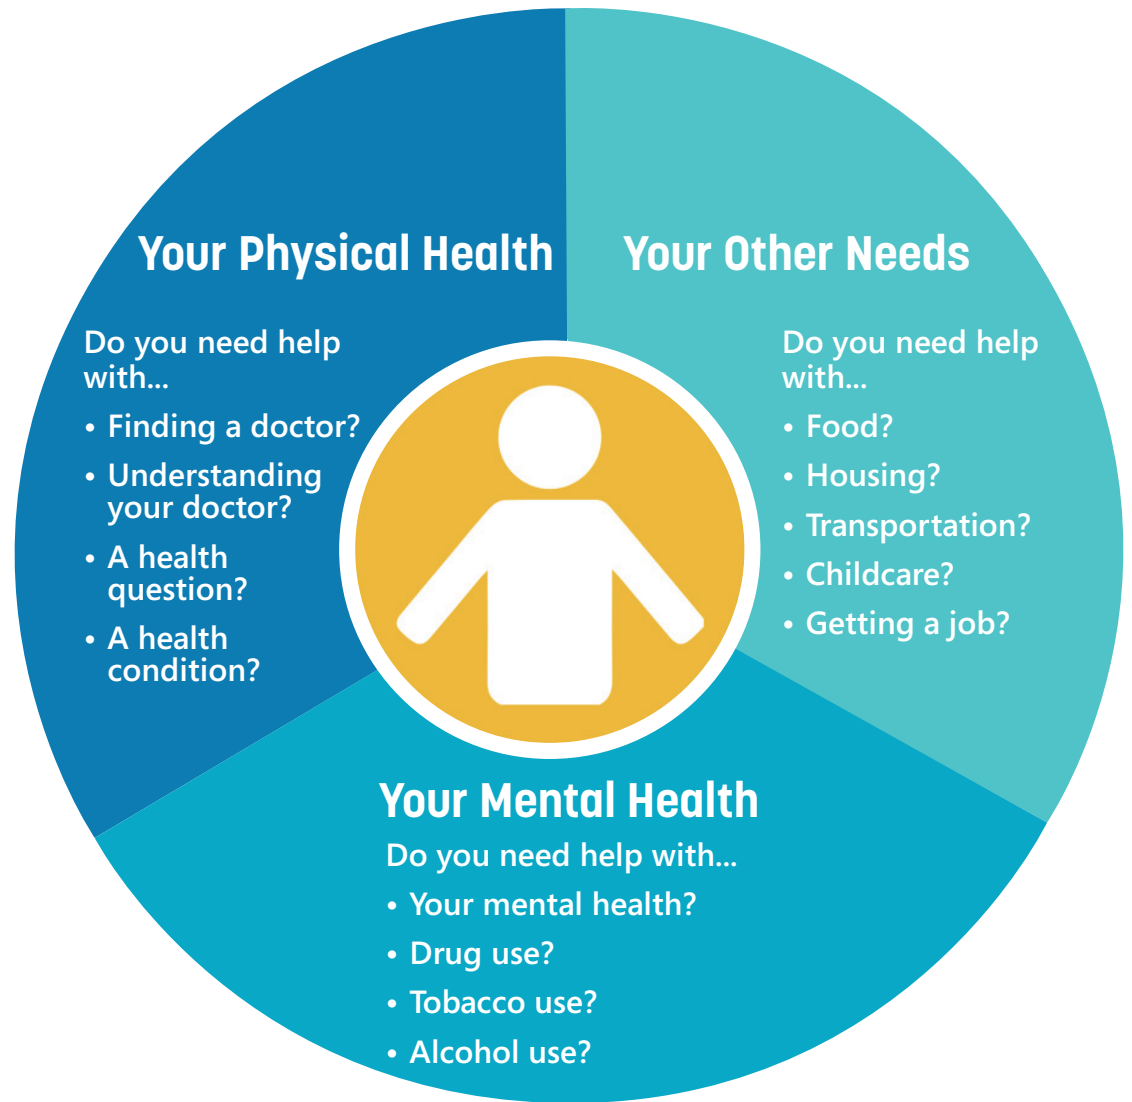 Your Physical Health
Do you need help
with...
• Finding a doctor?
• Understanding
your doctor?
• A health
question?
• A health
condition?
Your Other Needs
Do you need help
with...
• Food?
• Housing?
• Transportation?
• Childcare?
• Getting a job?
Your Mental Health
Do you need help with...
• Your mental health?
• Drug use?
• Tobacco use?
• Alcohol use?